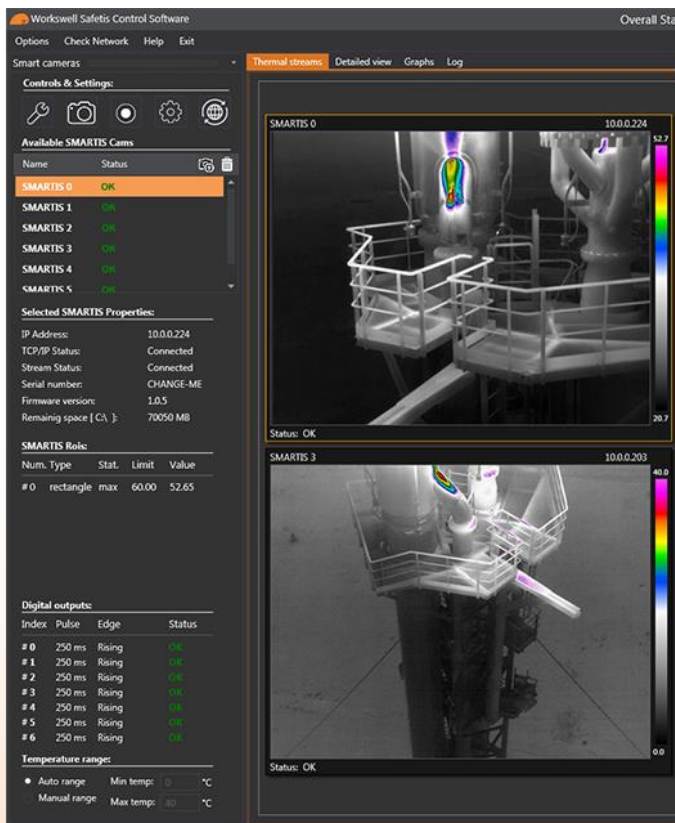 Workswell Safetis Control Software
Overall Sta
Options Check Network Help Exit
Smart cameras
Thermal streams Detailed view Graphs Log
Controls & Settings:
Available SMARTIS Cams
Name Status
SMARTIS 0 OK
SMARTIS 1 OK
SMARTIS 2 OK
SMARTIS 3 OK
SMARTIS 4 OK
SMARTIS 5 OK
Selected SMARTIS Properties:
IP Address: 10.0.0.224
TCP/IP Status: Connected
Stream Status: Connected
Serial number: CHANGE-ME
Firmware version: 1.0.5
Remainig space [ C:\ ]: 70050 MB
SMARTIS Rois:
Num. Type Stat. Limit Value
# 0 rectangle max 60.00 52.65
Digital outputs:
Index Pulse Edge Status
# 0 250 ms Rising OK
# 1 250 ms Rising OK
# 2 250 ms Rising OK
# 3 250 ms Rising OK
# 4 250 ms Rising OK
# 5 250 ms Rising OK
# 6 250 ms Rising OK
Temperature range:
Auto range Min temp: 0 °C
Manual range Max temp: 40 °C
SMARTIS 0 10.0.0.224
52.7
20.7
Status: OK
SMARTIS 3 10.0.0.203
40.0
0.0
Status: OK